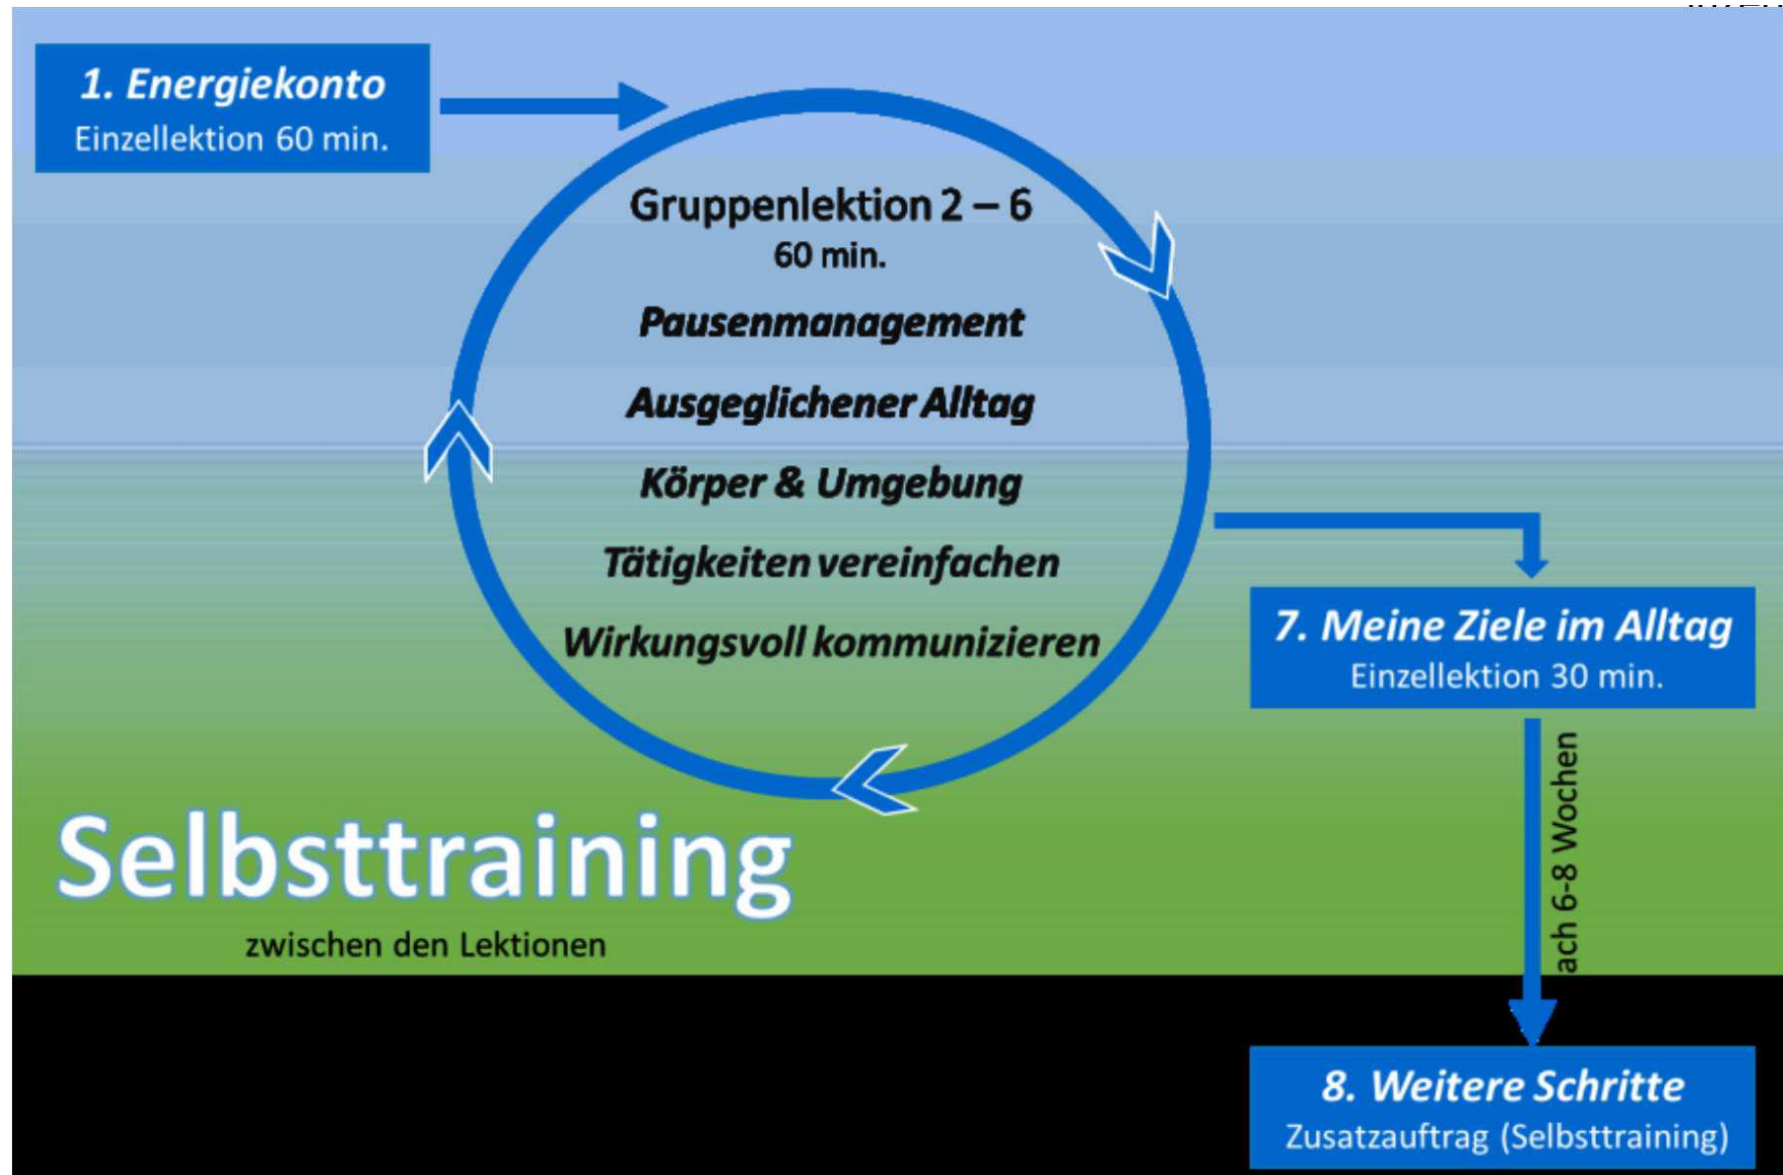 1. Energiekonto
Einzellektion 60 min.
Gruppenlektion 2 – 6
60 min.
Pausenmanagement
Ausgeglichener Alltag
Körper & Umgebung
Tätigkeiten vereinfachen
Wirkungsvoll kommunizieren
7. Meine Ziele im Alltag
Einzellektion 30 min.
ach 6-8 Wochen
Selbsttraining
zwischen den Lektionen
8. Weitere Schritte
Zusatzauftrag (Selbsttraining)